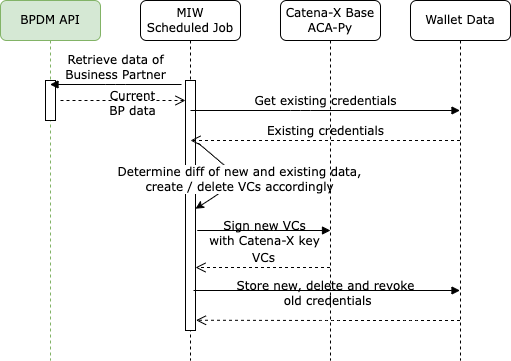 BPDM API
MIW
Scheduled Job
Catena-X Base
ACA-Py
Wallet Data
Retrieve data of
Business Partner
Current
BP data
Get existing credentials
Existing credentials
Determine diff of new and existing data,
create / delete VCs accordingly
Sign new VCs
with Catena-X key
VCs
Store new, delete and revoke
old credentials